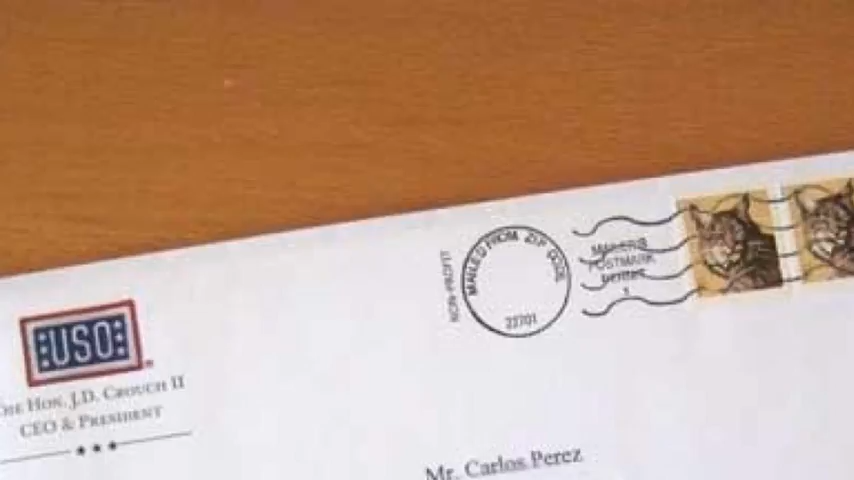 USO
THE HON. J.D. CROUCH II
CEO & PRESIDENT
NON-PROFIT
MAILED FROM ZIP CODE
22701
MAILER'S
POSTMARK
PERMIT
1
Mr. Carlos Perez